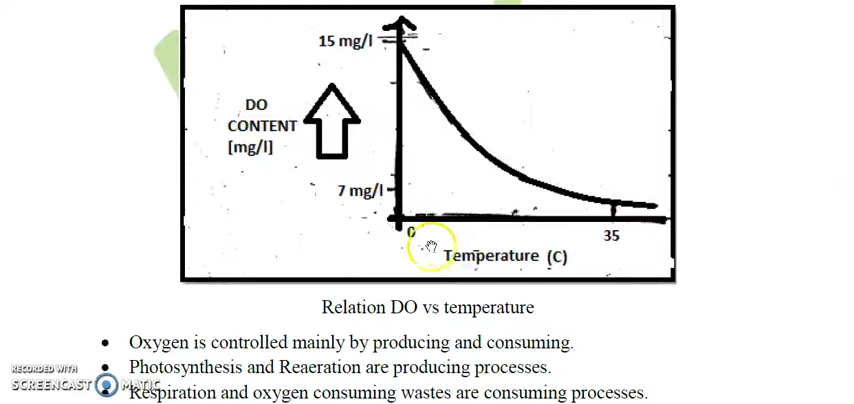 15 mg/l
DO
CONTENT
[mg/l]
7 mg/l
0
35
Temperature (C)
Relation DO vs temperature
• Oxygen is controlled mainly by producing and consuming.
• Photosynthesis and Reaeration are producing processes.
RECORDED WITH
SCREENCAST MATIC
Respiration and oxygen consuming wastes are consuming processes.